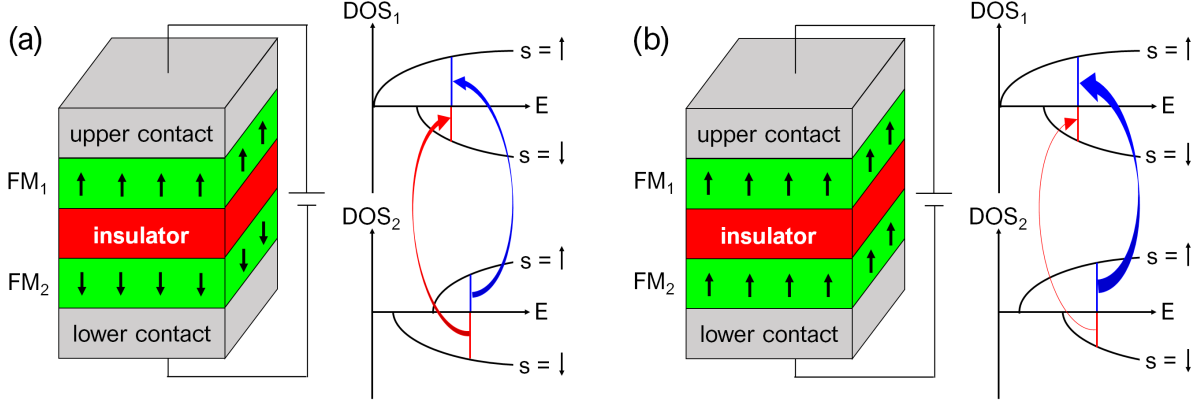 (a)
upper contact
FM₁
insulator
FM₂
lower contact
DOS₁
s = ↑
E
s = ↓
DOS₂
s = ↑
E
s = ↓
(b)
upper contact
FM₁
insulator
FM₂
lower contact
DOS₁
s = ↑
E
s = ↓
DOS₂
s = ↑
E
s = ↓